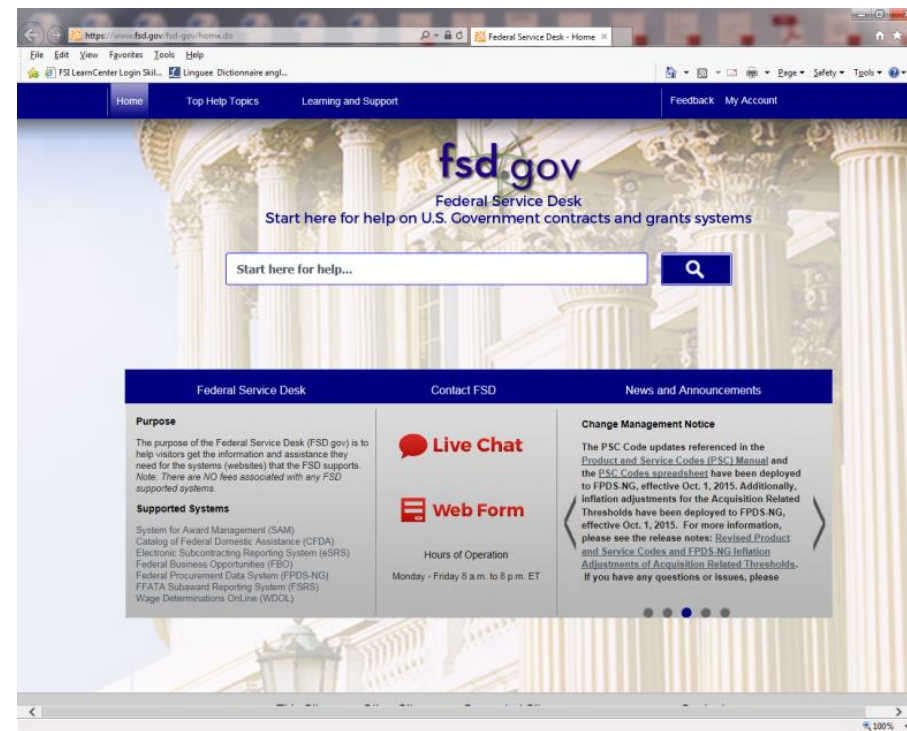 https://www.fsd.gov/fsd-gov/home.do
Federal Service Desk - Home
File Edit View Favorites Tools Help
FSI LearnCenter Login Skil... Linguee Dictionnaire angl...
Page Safety Tools
Home Top Help Topics Learning and Support Feedback My Account
fsd.gov
Federal Service Desk
Start here for help on U.S. Government contracts and grants systems
Start here for help...
Federal Service Desk
Purpose
The purpose of the Federal Service Desk (FSD.gov) is to
help visitors get the information and assistance they
need for the systems (websites) that the FSD supports.
Note: There are NO fees associated with any FSD
supported systems.
Supported Systems
System for Award Management (SAM)
Catalog of Federal Domestic Assistance (CFDA)
Electronic Subcontracting Reporting System (eSRS)
Federal Business Opportunities (FBO)
Federal Procurement Data System (FPDS-NG)
FFATA Subaward Reporting System (FSRS)
Wage Determinations OnLine (WDOL)
Contact FSD
Live Chat
Web Form
Hours of Operation
Monday - Friday 8 a.m. to 8 p.m. ET
News and Announcements
Change Management Notice
The PSC Code updates referenced in the
Product and Service Codes (PSC) Manual and
the PSC Codes spreadsheet have been deployed
to FPDS-NG, effective Oct. 1, 2015. Additionally,
inflation adjustments for the Acquisition Related
Thresholds have been deployed to FPDS-NG,
effective Oct. 1, 2015. For more information,
please see the release notes: Revised Product
and Service Codes and FPDS-NG Inflation
Adjustments of Acquisition Related Thresholds.
If you have any questions or issues, please
100%